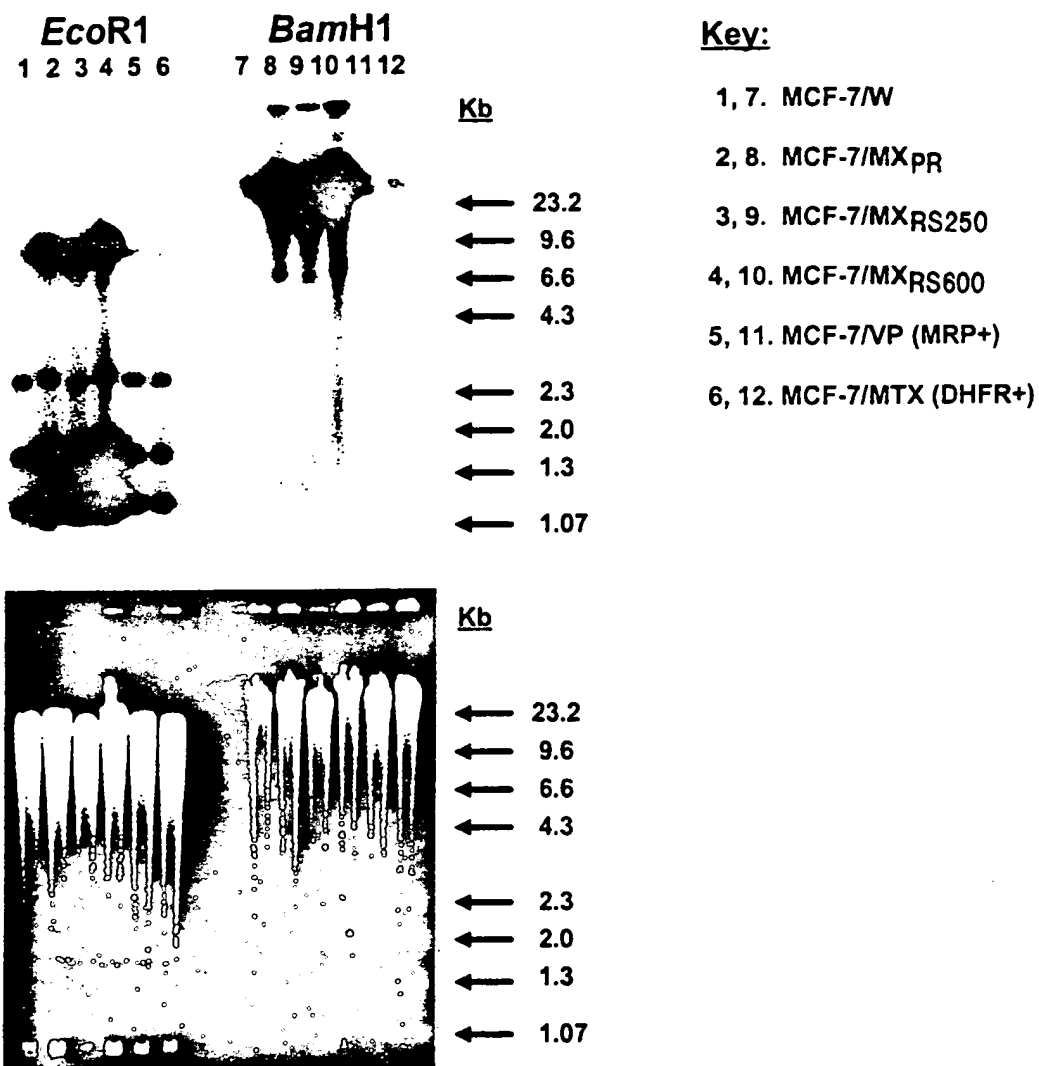 EcoR1 BamH1
1 2 3 4 5 6 7 8 9 10 11 12
Kb
23.2
9.6
6.6
4.3
2.3
2.0
1.3
1.07
Key:
1, 7. MCF-7/W
2, 8. MCF-7/MXPR
3, 9. MCF-7/MXRS250
4, 10. MCF-7/MXRS600
5, 11. MCF-7/VP (MRP+)
6, 12. MCF-7/MTX (DHFR+)
Kb
23.2
9.6
6.6
4.3
2.3
2.0
1.3
1.07